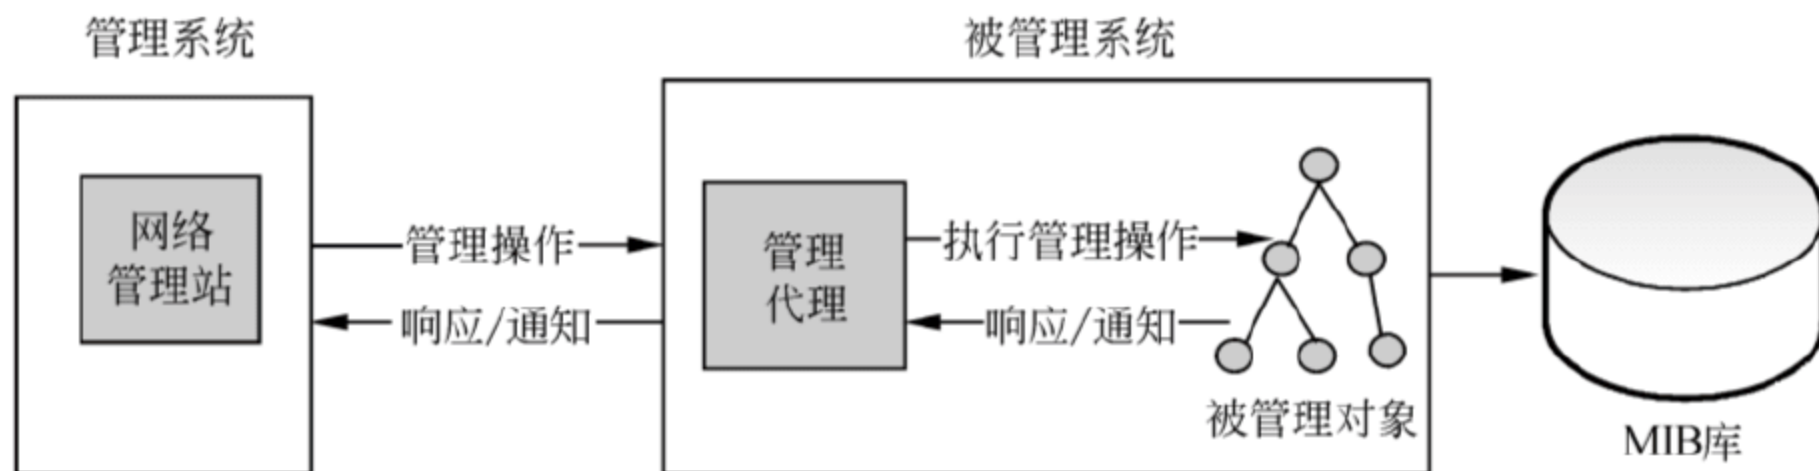 管理系统
被管理系统
网络
管理站
管理操作
响应/通知
管理
代理
执行管理操作
响应/通知
被管理对象
MIB库